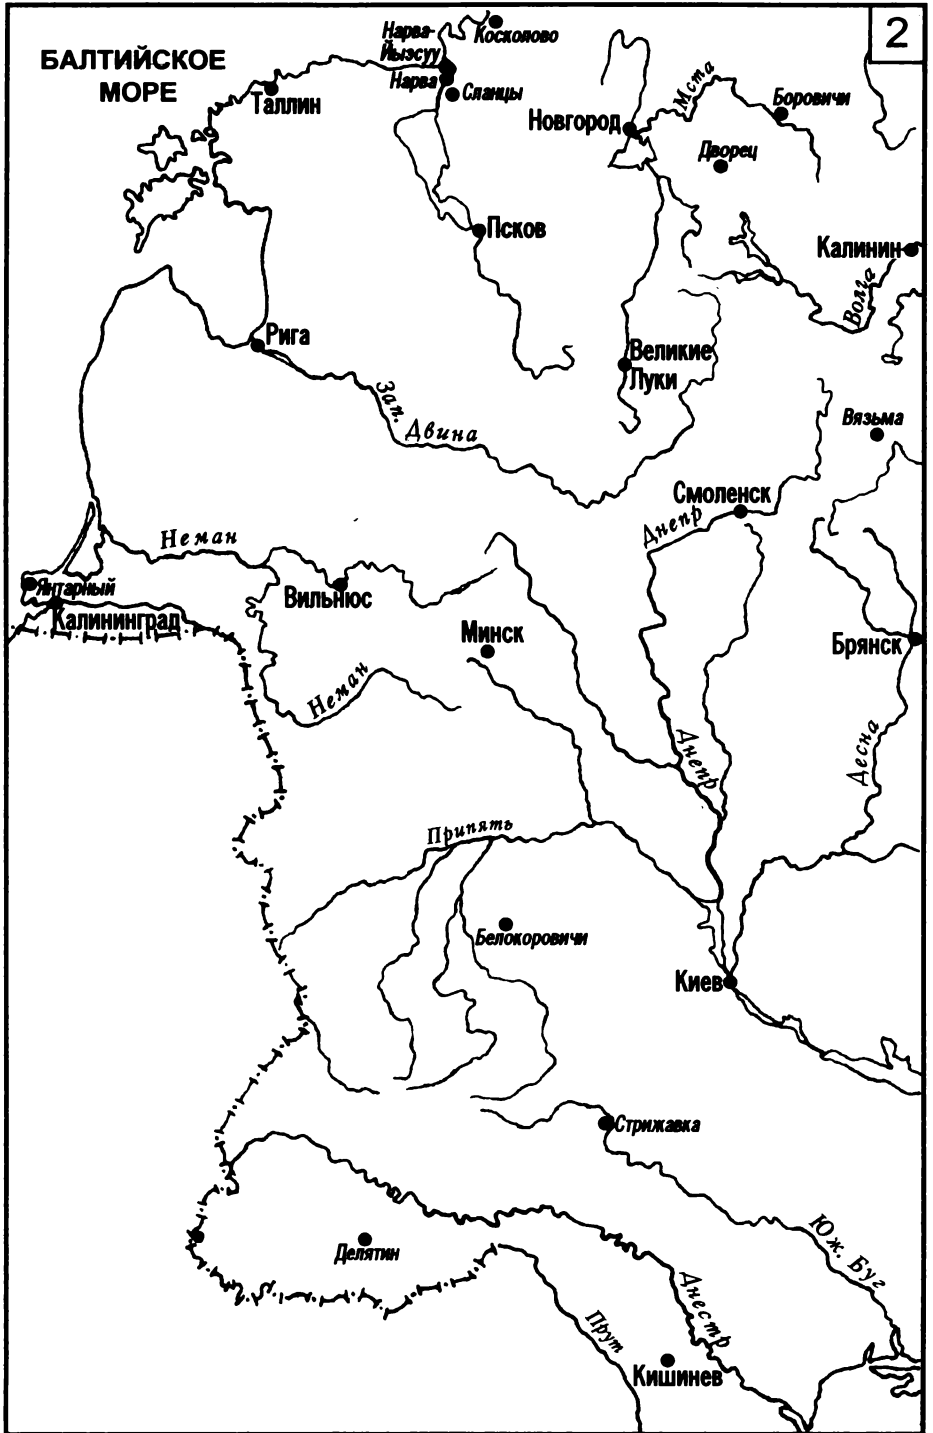 2
Косколово
Нарва-
Йыэсуу
БАЛТИЙСКОЕ
МОРЕ
Нарва
Сланцы
Таллин
Мста
Боровичи
Новгород
Дворец
Псков
Калинин
Волга
Рига
Великие
Луки
Зап.
Двина
Вязьма
Смоленск
Днепр
Неман
Янтарный
Вильнюс
Калининград
Минск
Брянск
Неман
Днепр
Десна
Припять
Белокоровичи
Киев
Стрижавка
Юж. Буг
Делятин
Днестр
Прут
Кишинев